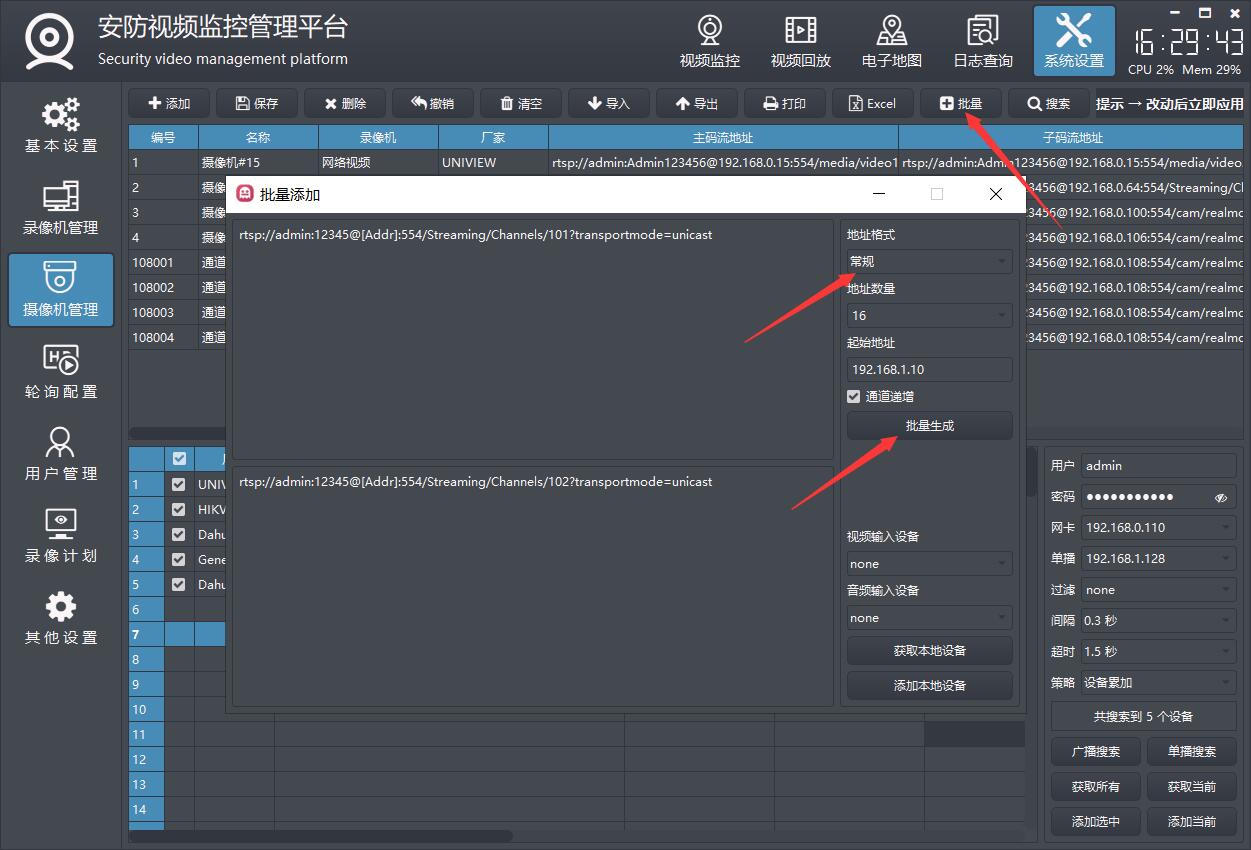 安防视频监控管理平台
Security video management platform
视频监控
视频回放
电子地图
日志查询
系统设置
16:29:43
CPU 2% Mem 29%
基本设置
录像机管理
摄像机管理
轮询配置
用户管理
录像计划
其他设置
添加
保存
删除
撤销
清空
导入
导出
打印
Excel
批量
搜索
提示 → 改动后立即应用
编号 名称 录像机 厂家 主码流地址 子码流地址
1 摄像机#15 网络视频 UNIVIEW rtsp://admin:Admin123456@192.168.0.15:554/media/video1 rtsp://admin:Admin123456@192.168.0.15:554/media/video
2 摄像 3456@192.168.0.64:554/Streaming/Cl
3 摄像 3456@192.168.0.100:554/cam/realmc
4 摄像 3456@192.168.0.106:554/cam/realmc
108001 通道 3456@192.168.0.108:554/cam/realmc
108002 通道 3456@192.168.0.108:554/cam/realmc
108003 通道 3456@192.168.0.108:554/cam/realmc
108004 通道 3456@192.168.0.108:554/cam/realmc
批量添加
rtsp://admin:12345@[Addr]:554/Streaming/Channels/101?transportmode=unicast
rtsp://admin:12345@[Addr]:554/Streaming/Channels/102?transportmode=unicast
地址格式
常规
地址数量
16
起始地址
192.168.1.10
通道递增
批量生成
视频输入设备
none
音频输入设备
none
获取本地设备
添加本地设备
1 UNIV
2 HIKV
3 Dahu
4 Gene
5 Dahu
6
7
8
9
10
11
12
13
14
用户 admin
密码 ●●●●●●●●●●●
网卡 192.168.0.110
单播 192.168.1.128
过滤 none
间隔 0.3 秒
超时 1.5 秒
策略 设备累加
共搜索到 5 个设备
广播搜索 单播搜索
获取所有 获取当前
添加选中 添加当前